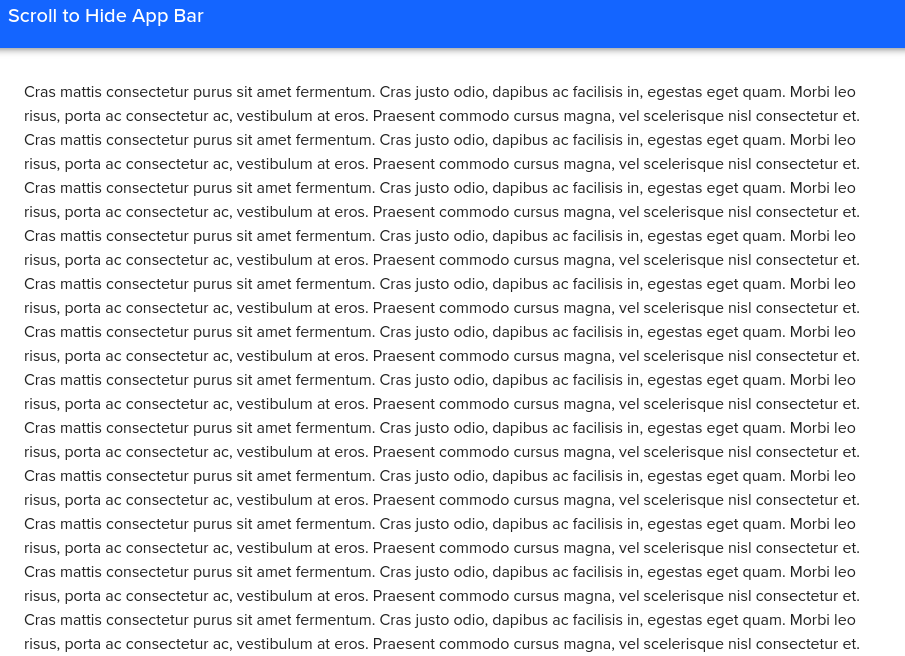 Scroll to Hide App Bar
Cras mattis consectetur purus sit amet fermentum. Cras justo odio, dapibus ac facilisis in, egestas eget quam. Morbi leo
risus, porta ac consectetur ac, vestibulum at eros. Praesent commodo cursus magna, vel scelerisque nisl consectetur et.
Cras mattis consectetur purus sit amet fermentum. Cras justo odio, dapibus ac facilisis in, egestas eget quam. Morbi leo
risus, porta ac consectetur ac, vestibulum at eros. Praesent commodo cursus magna, vel scelerisque nisl consectetur et.
Cras mattis consectetur purus sit amet fermentum. Cras justo odio, dapibus ac facilisis in, egestas eget quam. Morbi leo
risus, porta ac consectetur ac, vestibulum at eros. Praesent commodo cursus magna, vel scelerisque nisl consectetur et.
Cras mattis consectetur purus sit amet fermentum. Cras justo odio, dapibus ac facilisis in, egestas eget quam. Morbi leo
risus, porta ac consectetur ac, vestibulum at eros. Praesent commodo cursus magna, vel scelerisque nisl consectetur et.
Cras mattis consectetur purus sit amet fermentum. Cras justo odio, dapibus ac facilisis in, egestas eget quam. Morbi leo
risus, porta ac consectetur ac, vestibulum at eros. Praesent commodo cursus magna, vel scelerisque nisl consectetur et.
Cras mattis consectetur purus sit amet fermentum. Cras justo odio, dapibus ac facilisis in, egestas eget quam. Morbi leo
risus, porta ac consectetur ac, vestibulum at eros. Praesent commodo cursus magna, vel scelerisque nisl consectetur et.
Cras mattis consectetur purus sit amet fermentum. Cras justo odio, dapibus ac facilisis in, egestas eget quam. Morbi leo
risus, porta ac consectetur ac, vestibulum at eros. Praesent commodo cursus magna, vel scelerisque nisl consectetur et.
Cras mattis consectetur purus sit amet fermentum. Cras justo odio, dapibus ac facilisis in, egestas eget quam. Morbi leo
risus, porta ac consectetur ac, vestibulum at eros. Praesent commodo cursus magna, vel scelerisque nisl consectetur et.
Cras mattis consectetur purus sit amet fermentum. Cras justo odio, dapibus ac facilisis in, egestas eget quam. Morbi leo
risus, porta ac consectetur ac, vestibulum at eros. Praesent commodo cursus magna, vel scelerisque nisl consectetur et.
Cras mattis consectetur purus sit amet fermentum. Cras justo odio, dapibus ac facilisis in, egestas eget quam. Morbi leo
risus, porta ac consectetur ac, vestibulum at eros. Praesent commodo cursus magna, vel scelerisque nisl consectetur et.
Cras mattis consectetur purus sit amet fermentum. Cras justo odio, dapibus ac facilisis in, egestas eget quam. Morbi leo
risus, porta ac consectetur ac, vestibulum at eros. Praesent commodo cursus magna, vel scelerisque nisl consectetur et.
Cras mattis consectetur purus sit amet fermentum. Cras justo odio, dapibus ac facilisis in, egestas eget quam. Morbi leo
risus, porta ac consectetur ac, vestibulum at eros. Praesent commodo cursus magna, vel scelerisque nisl consectetur et.